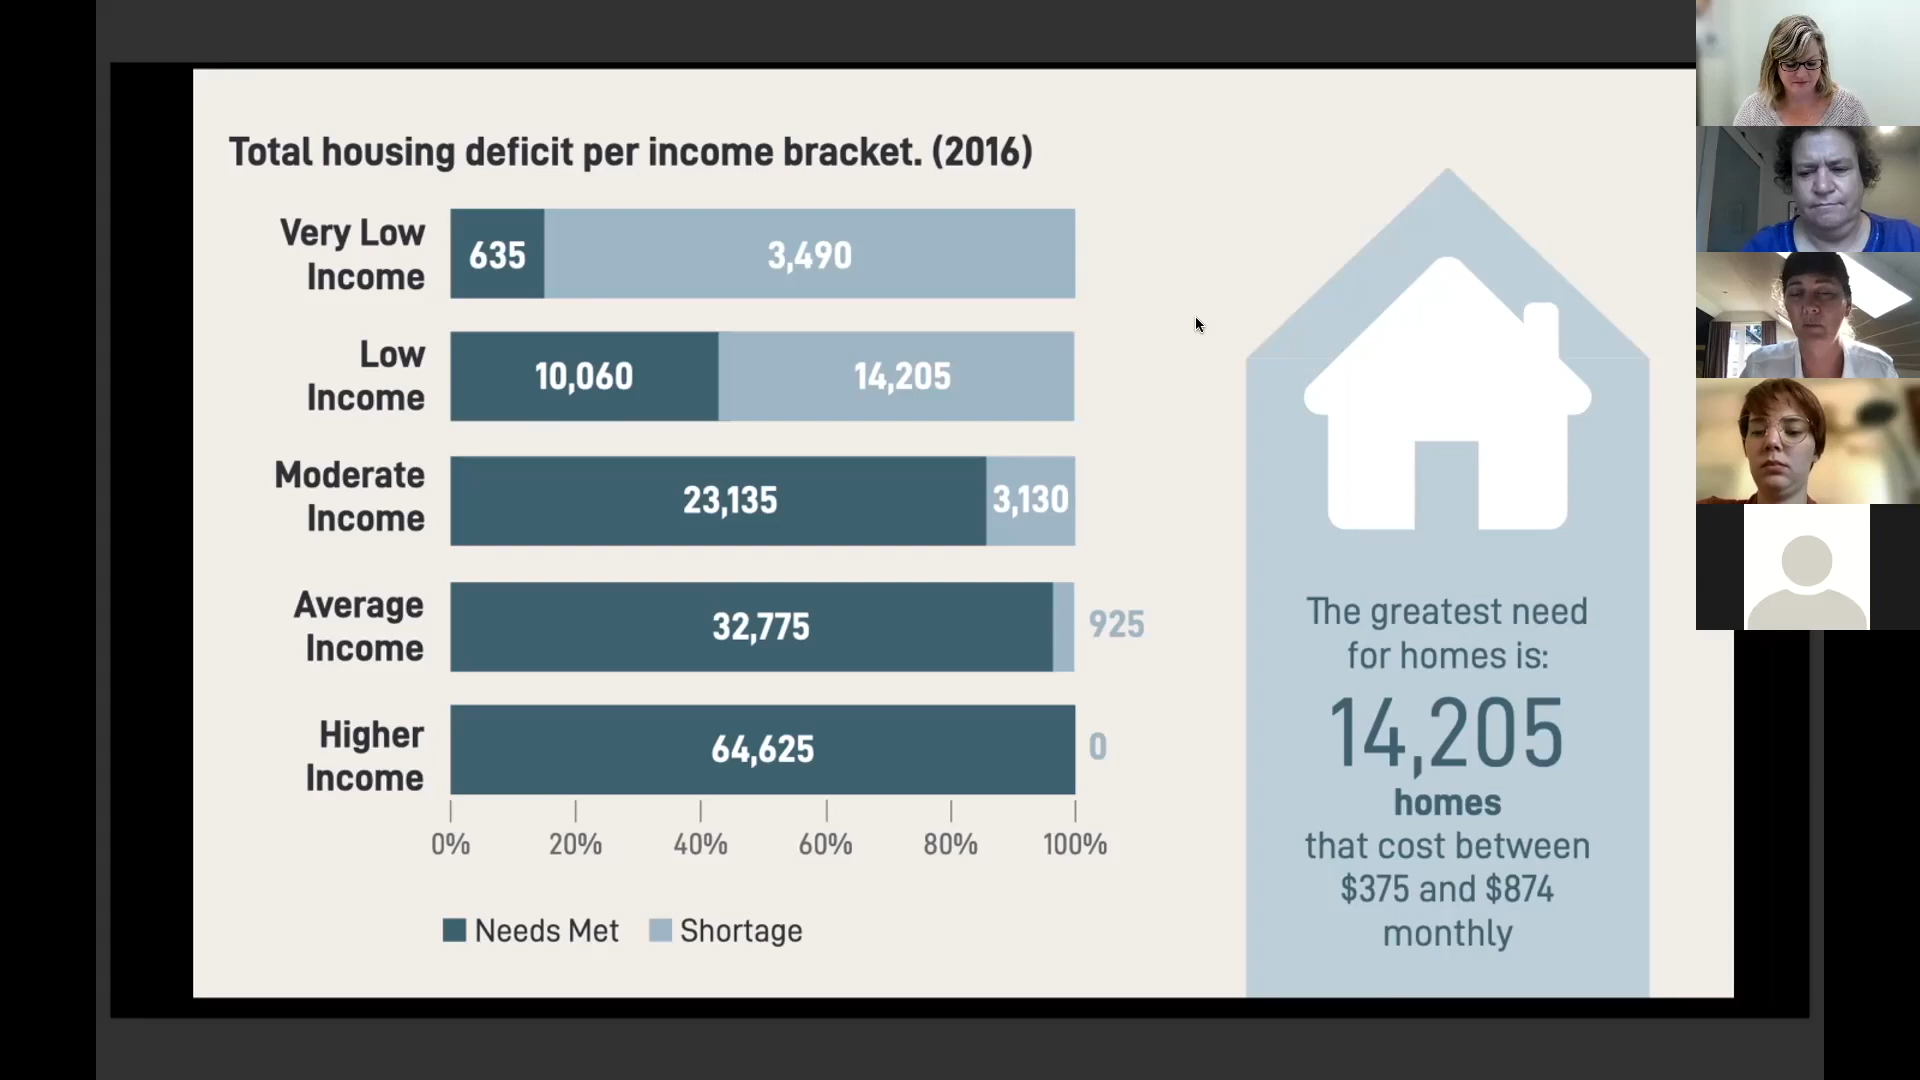 Total housing deficit per income bracket. (2016)
Very Low
Income
635
3,490
Low
Income
10,060
14,205
Moderate
Income
23,135
3,130
Average
Income
32,775
925
Higher
Income
64,625
0
0%
20%
40%
60%
80%
100%
Needs Met
Shortage
The greatest need
for homes is:
14,205
homes
that cost between
$375 and $874
monthly